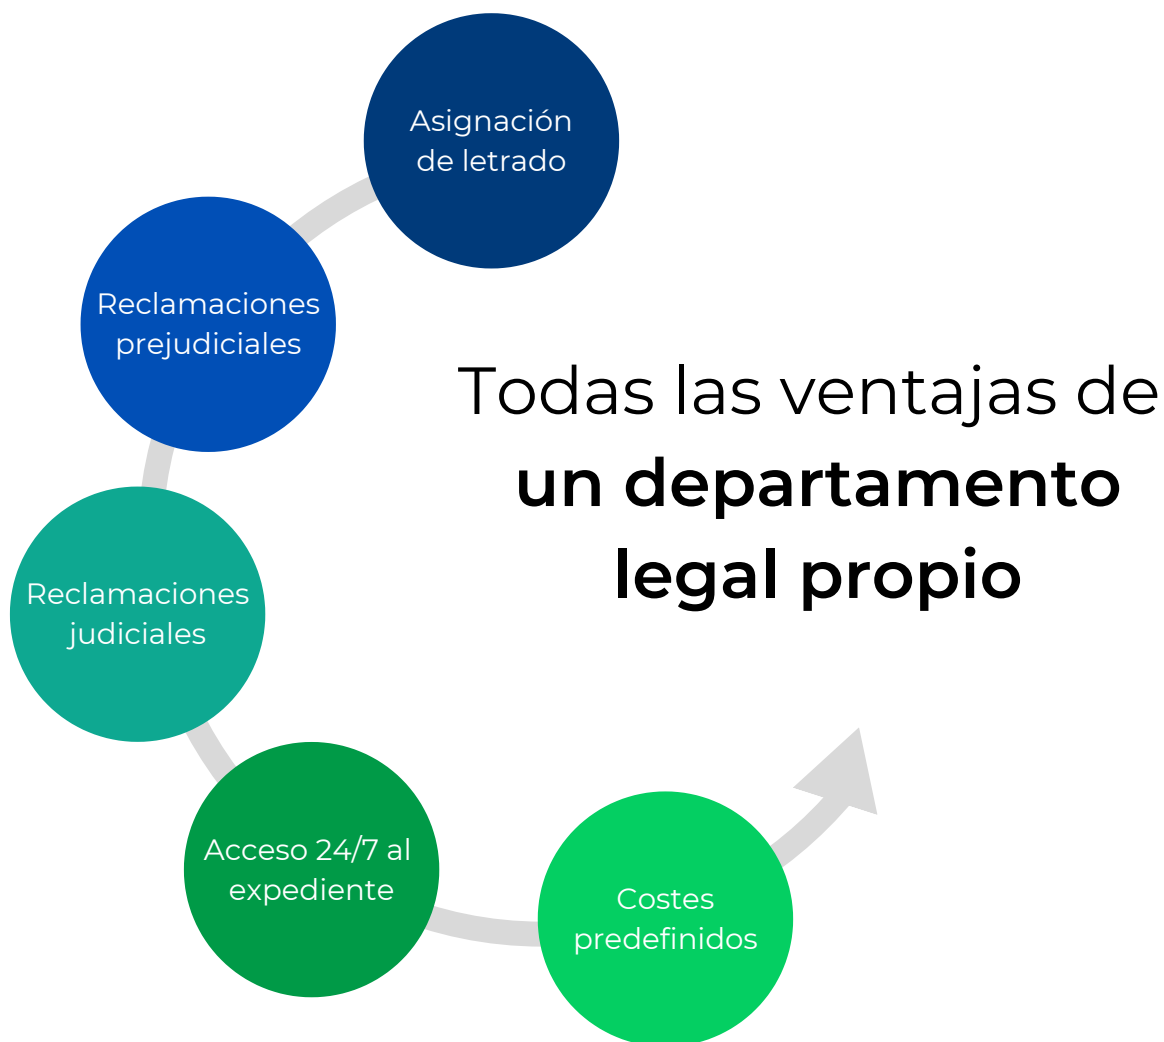 Asignación
de letrado
Reclamaciones
prejudiciales
Todas las ventajas de
un departamento
legal propio
Reclamaciones
judiciales
Acceso 24/7 al
expediente
Costes
predefinidos